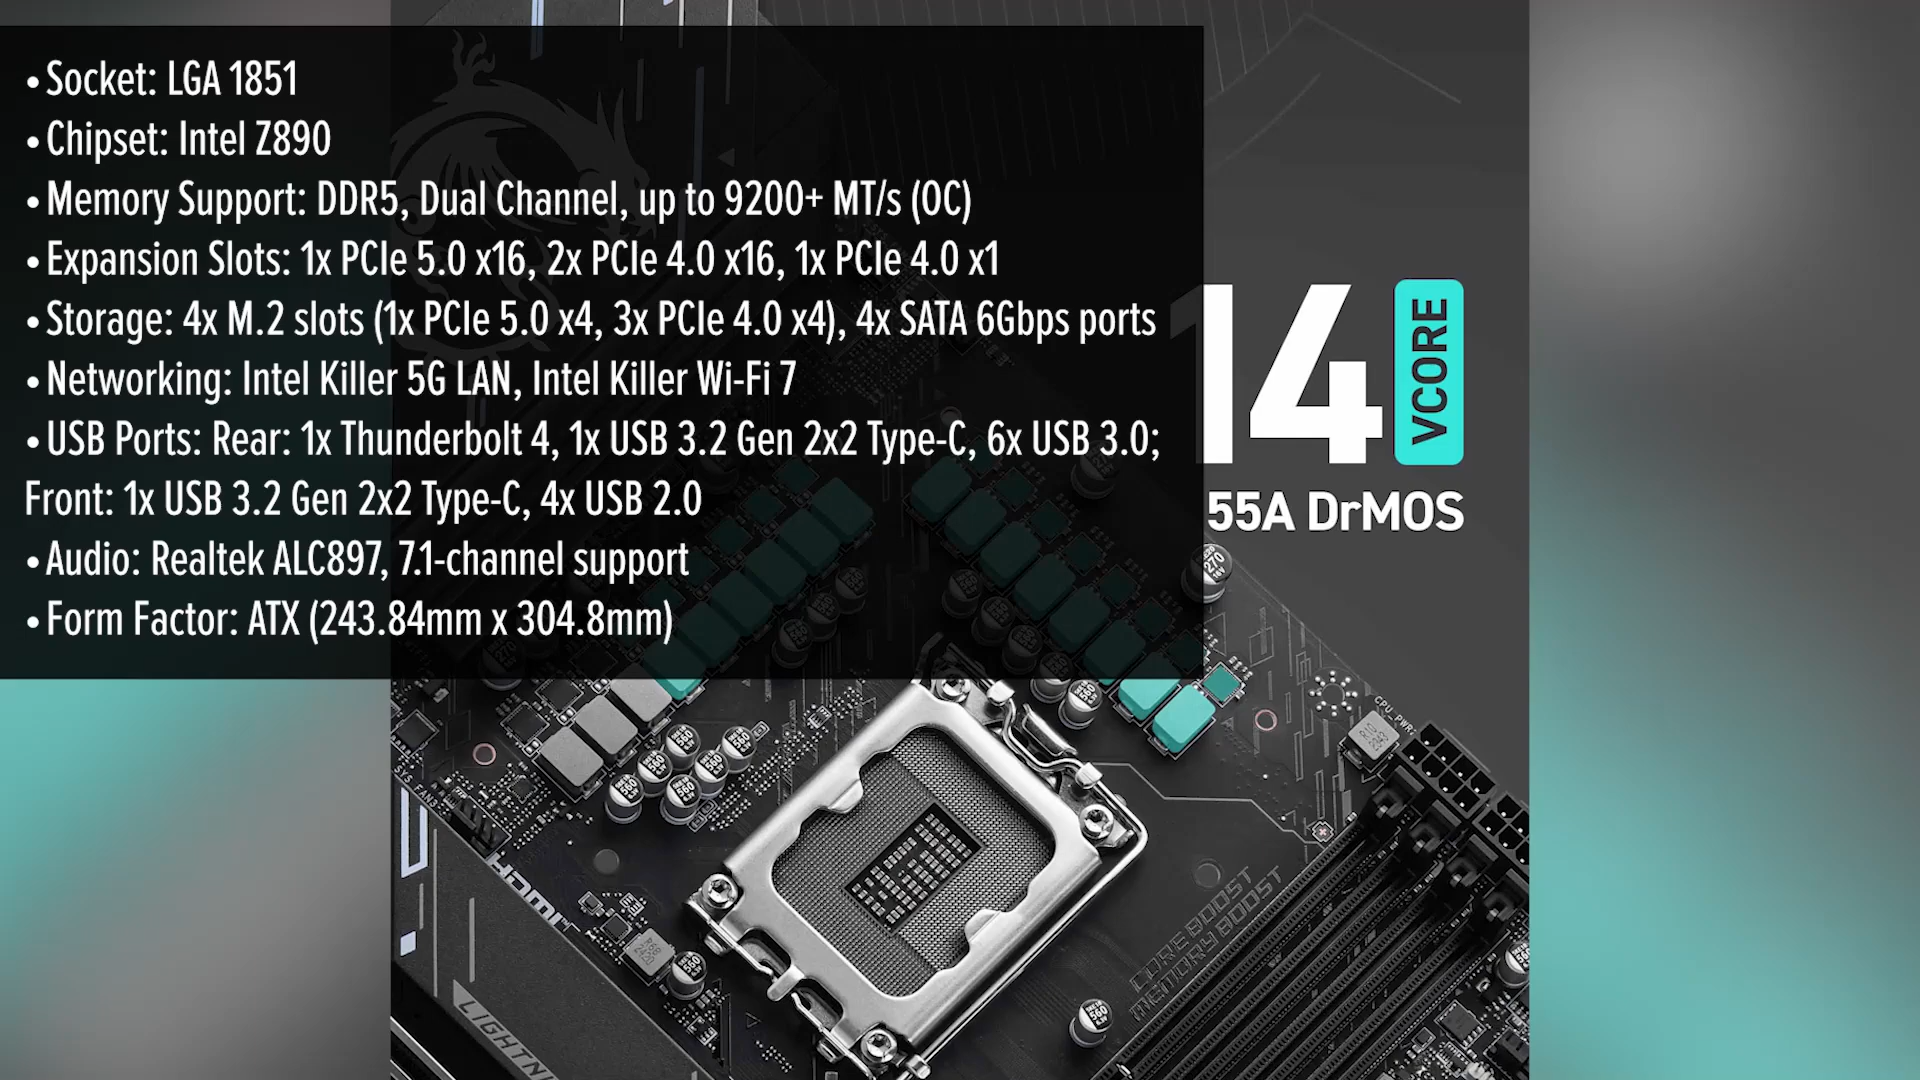 • Socket: LGA 1851
• Chipset: Intel Z890
• Memory Support: DDR5, Dual Channel, up to 9200+ MT/s (OC)
• Expansion Slots: 1x PCIe 5.0 x16, 2x PCIe 4.0 x16, 1x PCIe 4.0 x1
• Storage: 4x M.2 slots (1x PCIe 5.0 x4, 3x PCIe 4.0 x4), 4x SATA 6Gbps ports
• Networking: Intel Killer 5G LAN, Intel Killer Wi-Fi 7
• USB Ports: Rear: 1x Thunderbolt 4, 1x USB 3.2 Gen 2x2 Type-C, 6x USB 3.0;
Front: 1x USB 3.2 Gen 2x2 Type-C, 4x USB 2.0
• Audio: Realtek ALC897, 7.1-channel support
• Form Factor: ATX (243.84mm x 304.8mm)
14
VCORE
55A DrMOS
CPU_PWR
HDMI
CORE BOOST
MEMORY BOOST